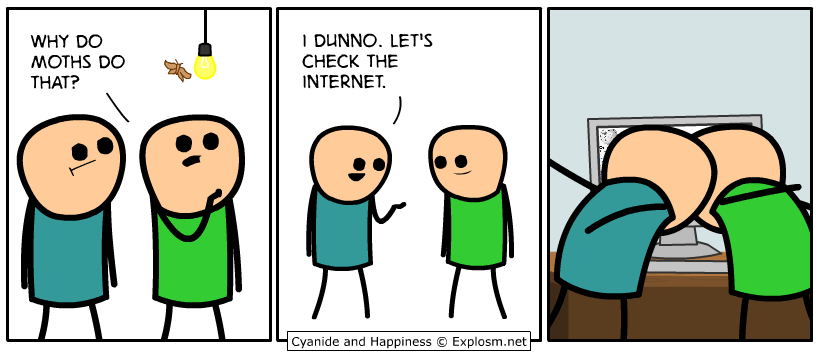 WHY DO
MOTHS DO
THAT?
I DUNNO. LET'S
CHECK THE
INTERNET.
Cyanide and Happiness © Explosm.net